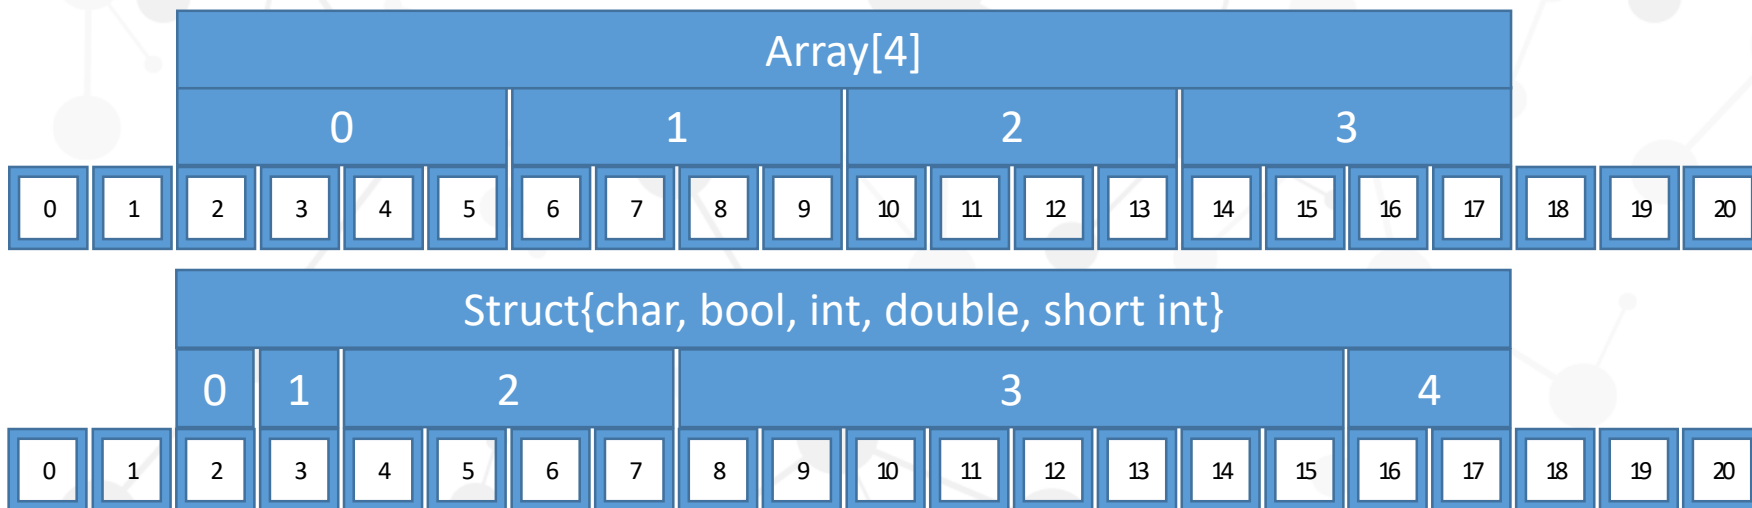 Array[4]
0 1 2 3
0 1 2 3 4 5 6 7 8 9 10 11 12 13 14 15 16 17 18 19 20
Struct{char, bool, int, double, short int}
0 1 2 3 4
0 1 2 3 4 5 6 7 8 9 10 11 12 13 14 15 16 17 18 19 20